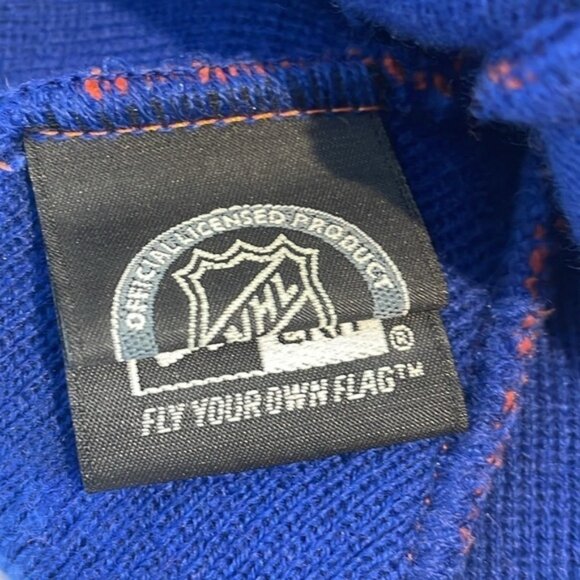 OFFICIAL LICENSED PRODUCT
NHL
®
FLY YOUR OWN FLAG™